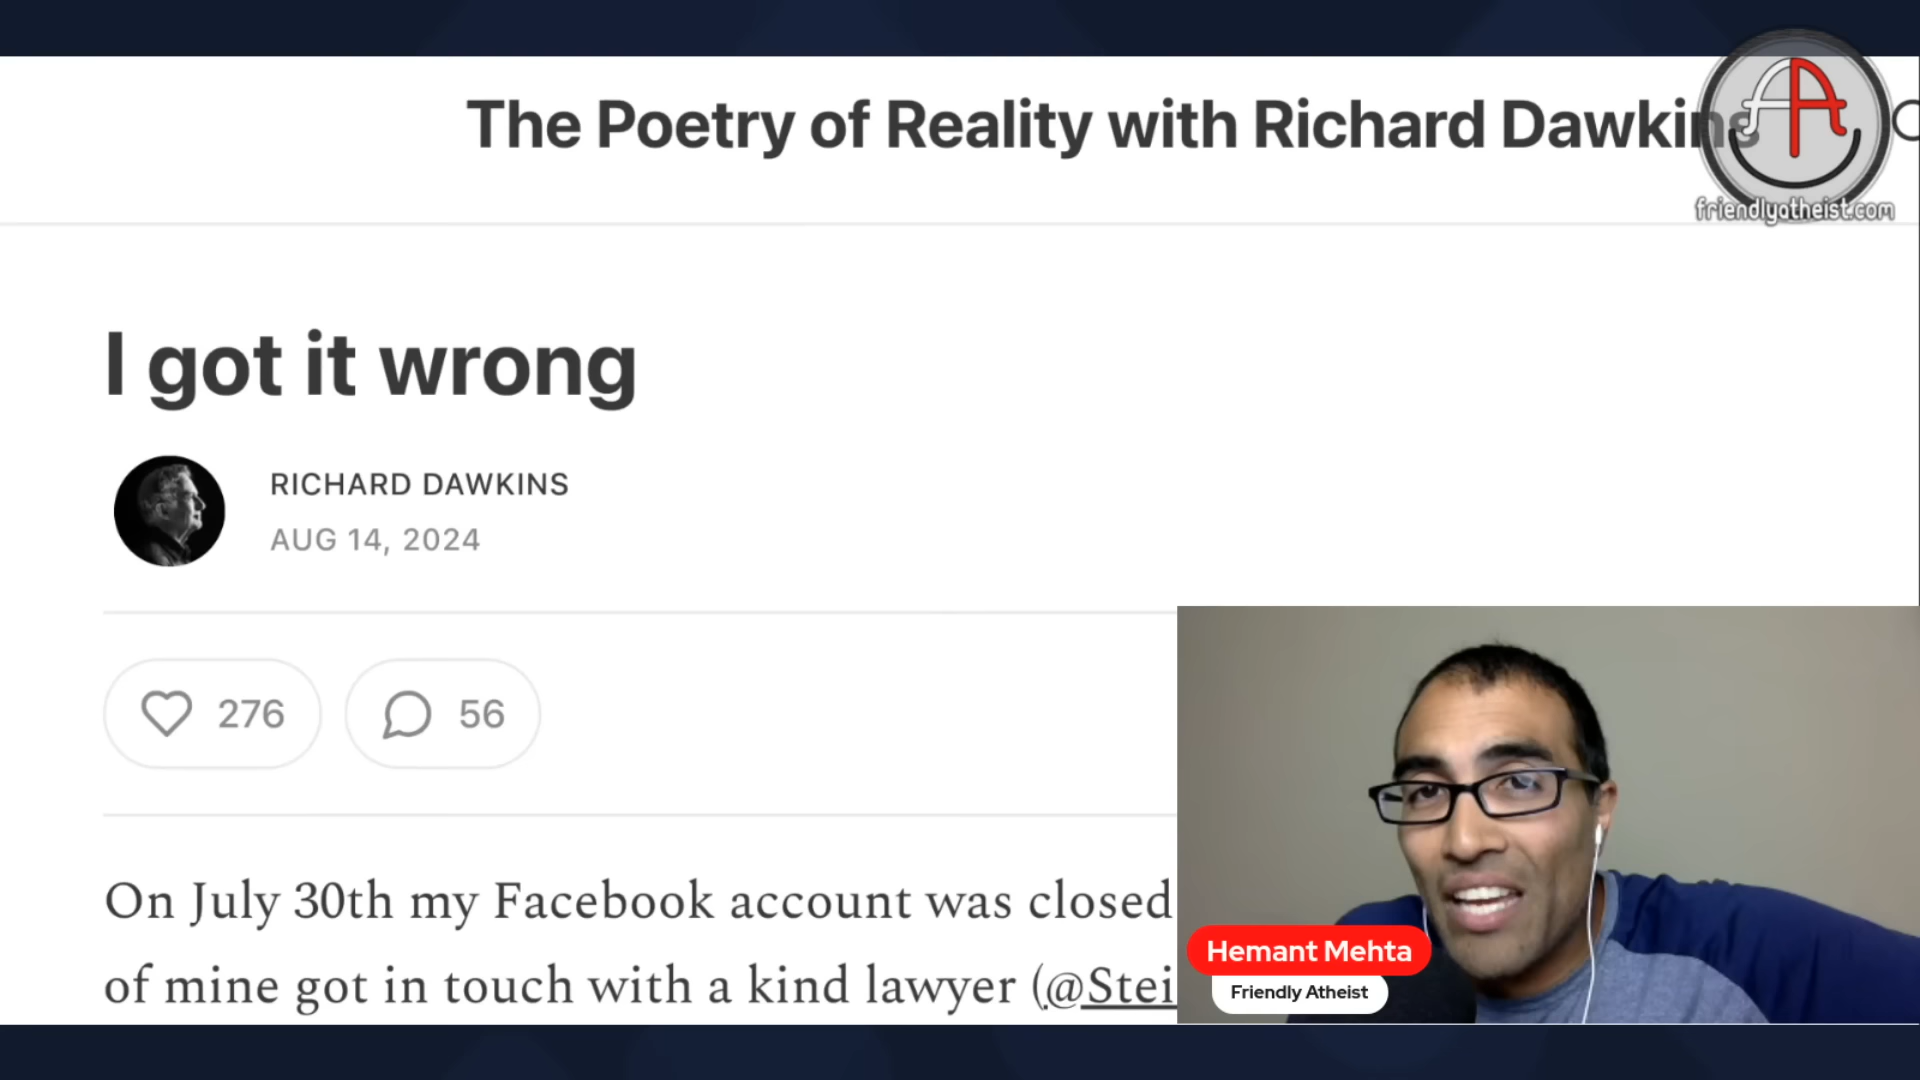 The Poetry of Reality with Richard Dawkins
friendlyatheist.com
I got it wrong
RICHARD DAWKINS
AUG 14, 2024
276 56
On July 30th my Facebook account was closed
of mine got in touch with a kind lawyer (@Stei
Hemant Mehta
Friendly Atheist